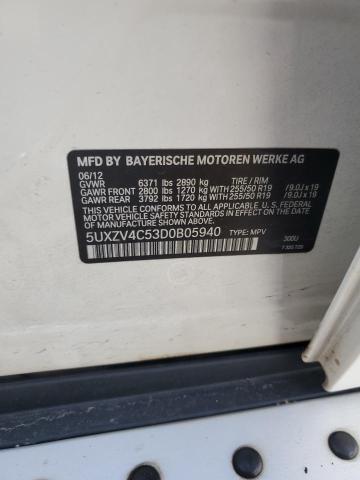 MFD BY BAYERISCHE MOTOREN WERKE AG
06/12
GVWR 6371 lbs 2890 kg TIRE / RIM
GAWR FRONT 2800 lbs 1270 kg WITH 255/50 R19 / 9.0J x 19
GAWR REAR 3792 lbs 1720 kg WITH 255/50 R19 / 9.0J x 19
THIS VEHICLE CONFORMS TO ALL APPLICABLE U.S. FEDERAL
MOTOR VEHICLE SAFETY STANDARDS IN EFFECT
ON THE DATE OF MANUFACTURE SHOWN ABOVE.
5UXZV4C53D0B05940 TYPE: MPV 300U